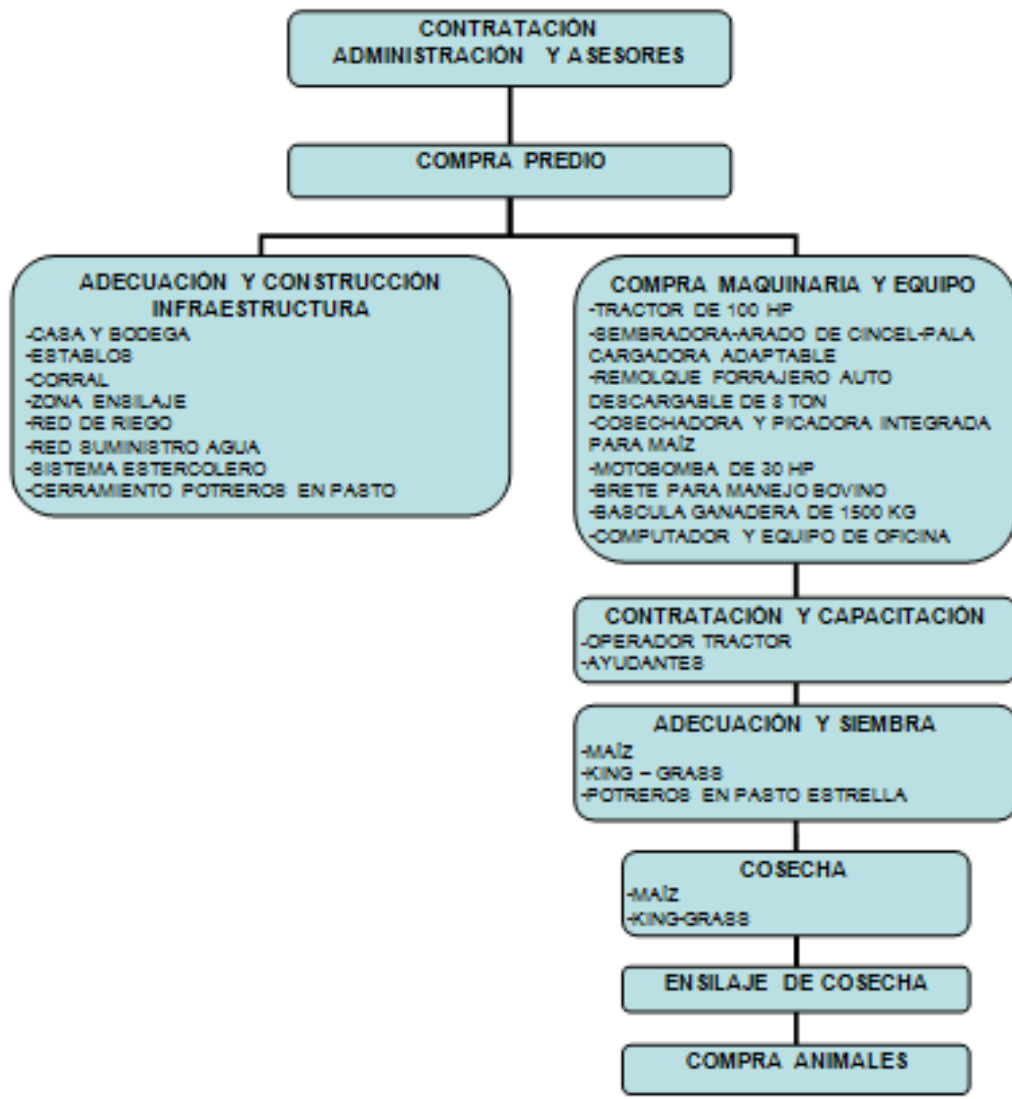 CONTRATACIÓN
ADMINISTRACIÓN Y ASESORES
COMPRA PREDIO
ADECUACIÓN Y CONSTRUCCIÓN
INFRAESTRUCTURA
-CASA Y BODEGA
-ESTABLOS
-CORRAL
-ZONA ENSILAJE
-RED DE RIEGO
-RED SUMINISTRO AGUA
-SISTEMA ESTERCOLERO
-CERRAMIENTO POTREROS EN PASTO
COMPRA MAQUINARIA Y EQUIPO
-TRACTOR DE 100 HP
-SEMBRADORA-ARADO DE CINCEL-PALA
CARGADORA ADAPTABLE
-REMOLQUE FORRAJERO AUTO
DESCARGABLE DE 8 TON
-COSECHADORA Y PICADORA INTEGRADA
PARA MAÍZ
-MOTOBOMBA DE 30 HP
-BRETE PARA MANEJO BOVINO
-BASCULA GANADERA DE 1500 KG
-COMPUTADOR Y EQUIPO DE OFICINA
CONTRATACIÓN Y CAPACITACIÓN
-OPERADOR TRACTOR
-AYUDANTES
ADECUACIÓN Y SIEMBRA
-MAÍZ
-KING – GRASS
-POTREROS EN PASTO ESTRELLA
COSECHA
-MAÍZ
-KING-GRASS
ENSILAJE DE COSECHA
COMPRA ANIMALES